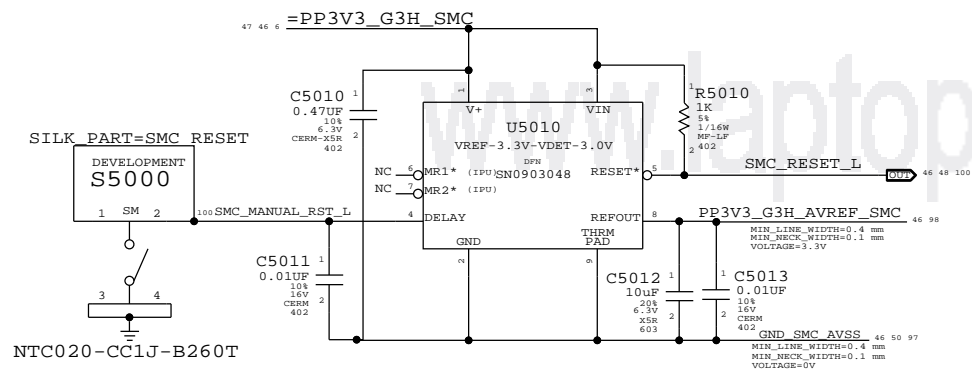 47 46 6 =PP3V3_G3H_SMC
www.laptop
C5010 1
0.47UF
10%
6.3V
CERM-X5R
402
2
1
V+
3
VIN
U5010
VREF-3.3V-VDET-3.0V
DFN
SN0903048
NC 6 MR1* (IPU)
NC 7 MR2* (IPU)
4 DELAY
RESET* 5
REFOUT 8
GND
2
THRM
PAD
9
1
R5010
1K
5%
1/16W
MF-LF
402
2
SMC_RESET_L
OUT 46 48 100
SILK_PART=SMC_RESET
DEVELOPMENT
S5000
1 SM 2
3 4
NTC020-CC1J-B260T
100 SMC_MANUAL_RST_L
C5011 1
0.01UF
10%
16V
CERM
402
2
PP3V3_G3H_AVREF_SMC 46 98
MIN_LINE_WIDTH=0.4 mm
MIN_NECK_WIDTH=0.1 mm
VOLTAGE=3.3V
C5012 1
10uF
20%
6.3V
X5R
603
2
1 C5013
0.01UF
10%
16V
CERM
402
2
GND_SMC_AVSS 46 50 97
MIN_LINE_WIDTH=0.4 mm
MIN_NECK_WIDTH=0.1 mm
VOLTAGE=0V